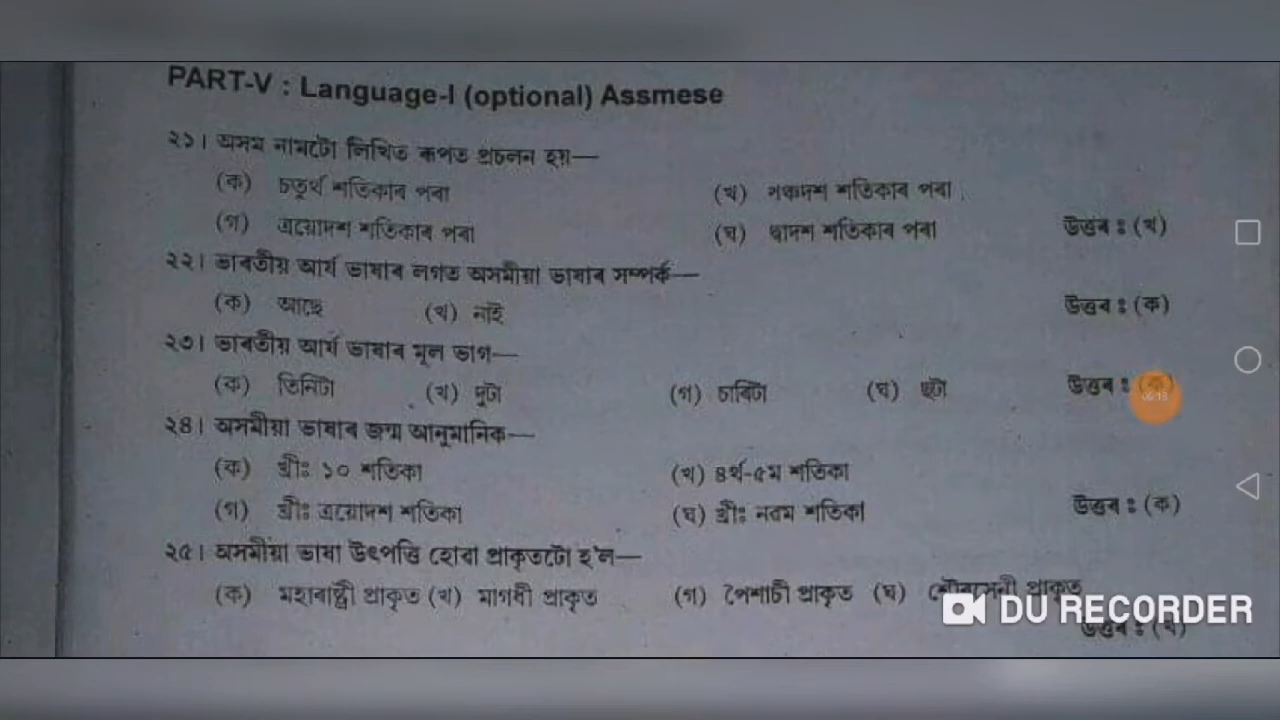 PART-V : Language-I (optional) Assmese
২১। অসম নামটো লিখিত ৰূপত প্ৰচলন হয়—
(ক) চতুৰ্থ শতিকাৰ পৰা (খ) পঞ্চদশ শতিকাৰ পৰা
(গ) ত্ৰয়োদশ শতিকাৰ পৰা (ঘ) দ্বাদশ শতিকাৰ পৰা উত্তৰ : (খ)
২২। ভাৰতীয় আৰ্য ভাষাৰ লগত অসমীয়া ভাষাৰ সম্পৰ্ক—
(ক) আছে (খ) নাই উত্তৰ : (ক)
২৩। ভাৰতীয় আৰ্য ভাষাৰ মূল ভাগ—
(ক) তিনিটা (খ) দুটা (গ) চাৰিটা (ঘ) ছটা উত্তৰ :
২৪। অসমীয়া ভাষাৰ জন্ম আনুমানিক—
(ক) খ্ৰীঃ ১০ শতিকা (খ) ৪ৰ্থ-৫ম শতিকা
(গ) খ্ৰীঃ ত্ৰয়োদশ শতিকা (ঘ) খ্ৰীঃ নৱম শতিকা উত্তৰ : (ক)
২৫। অসমীয়া ভাষা উৎপত্তি হোৱা প্ৰাকৃতটো হ'ল—
(ক) মহাৰাষ্ট্ৰী প্ৰাকৃত (খ) মাগধী প্ৰাকৃত (গ) পৈশাচী প্ৰাকৃত (ঘ) শৌৰসেনী প্ৰাকৃত
DU RECORDER
উত্তৰ : (খ)